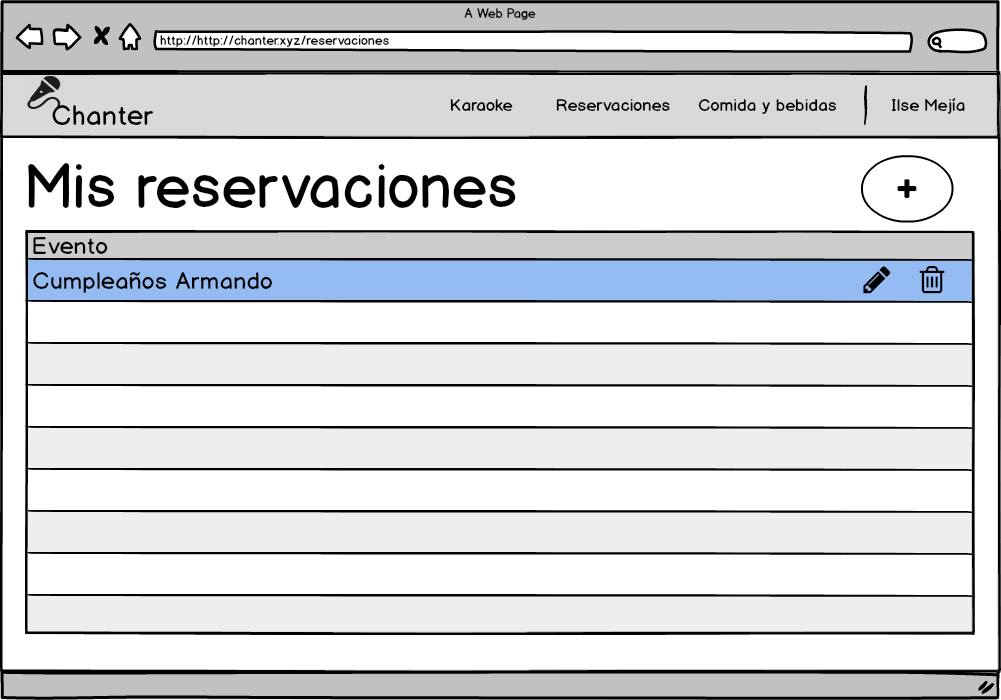 A Web Page
http://http://chanter.xyz/reservaciones
Chanter
Karaoke
Reservaciones
Comida y bebidas
Ilse Mejía
Mis reservaciones
+
Evento
Cumpleaños Armando